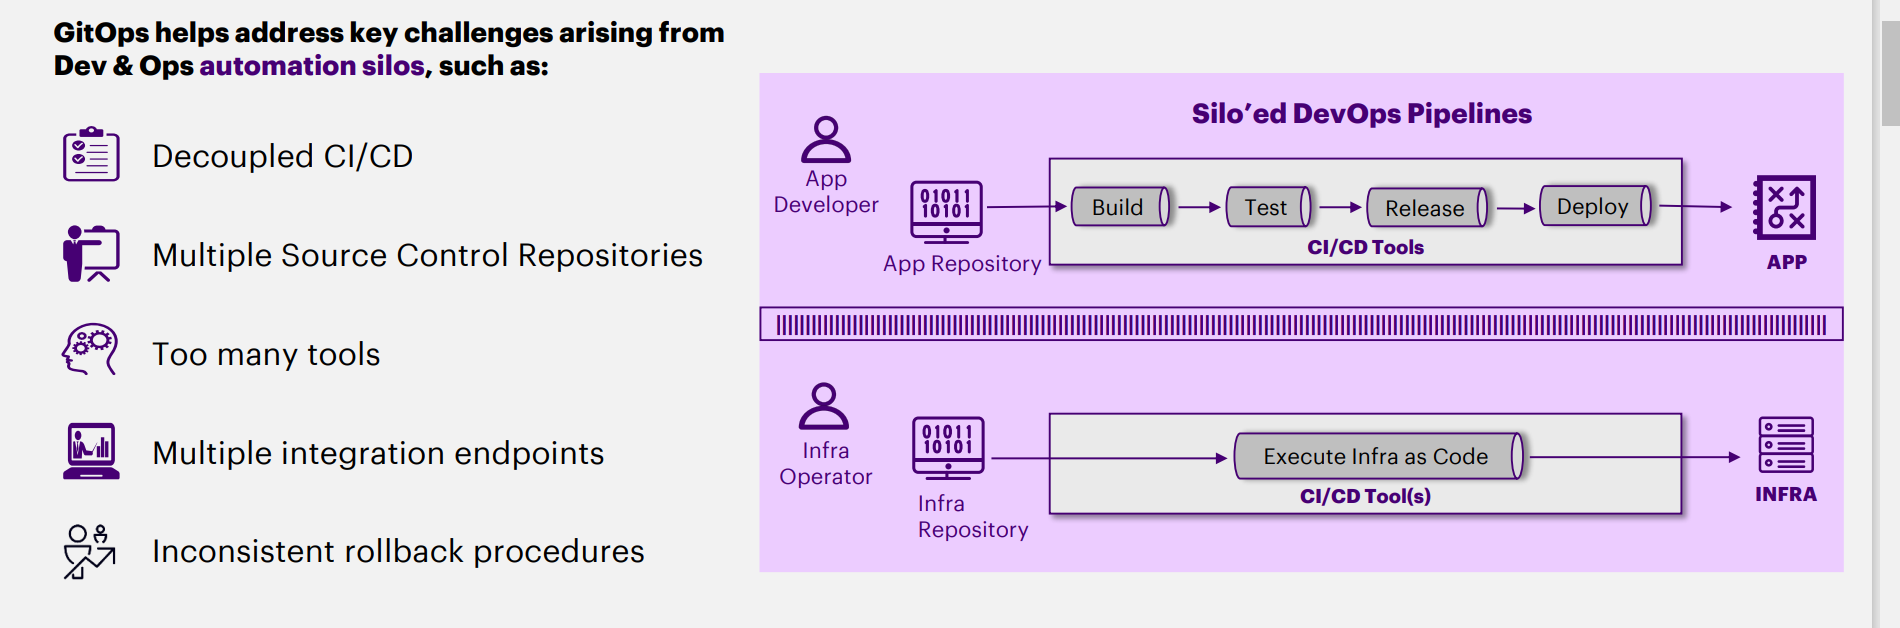 GitOps helps address key challenges arising from
Dev & Ops automation silos, such as:
Decoupled CI/CD
Multiple Source Control Repositories
Too many tools
Multiple integration endpoints
Inconsistent rollback procedures
Silo’ed DevOps Pipelines
App
Developer
01011
10101
App Repository
Build
Test
Release
Deploy
CI/CD Tools
APP
Infra
Operator
01011
10101
Infra
Repository
Execute Infra as Code
CI/CD Tool(s)
INFRA